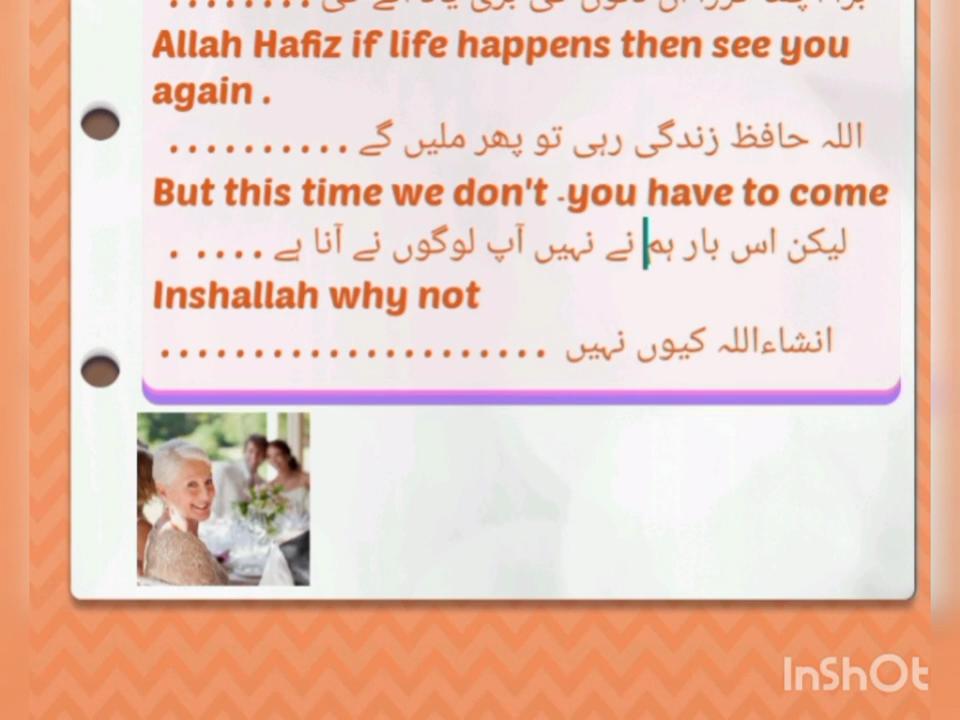 Allah Hafiz if life happens then see you
again .
اللہ حافظ زندگی رہی تو پھر ملیں گے . . . . . . . . . .
But this time we don't -you have to come
لیکن اس بار ہم نے نہیں آپ لوگوں نے آنا ہے . . . . .
Inshallah why not
انشاءاللہ کیوں نہیں . . . . . . . . . . . . . . . . . . . . . .
InShOt